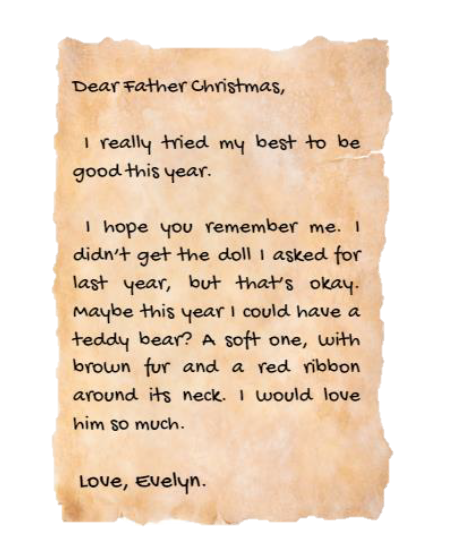 Dear Father Christmas,
I really tried my best to be
good this year.
I hope you remember me. I
didn't get the doll I asked for
last year, but that's okay.
Maybe this year I could have a
teddy bear? A soft one, with
brown fur and a red ribbon
around its neck. I would love
him so much.
Love, Evelyn.